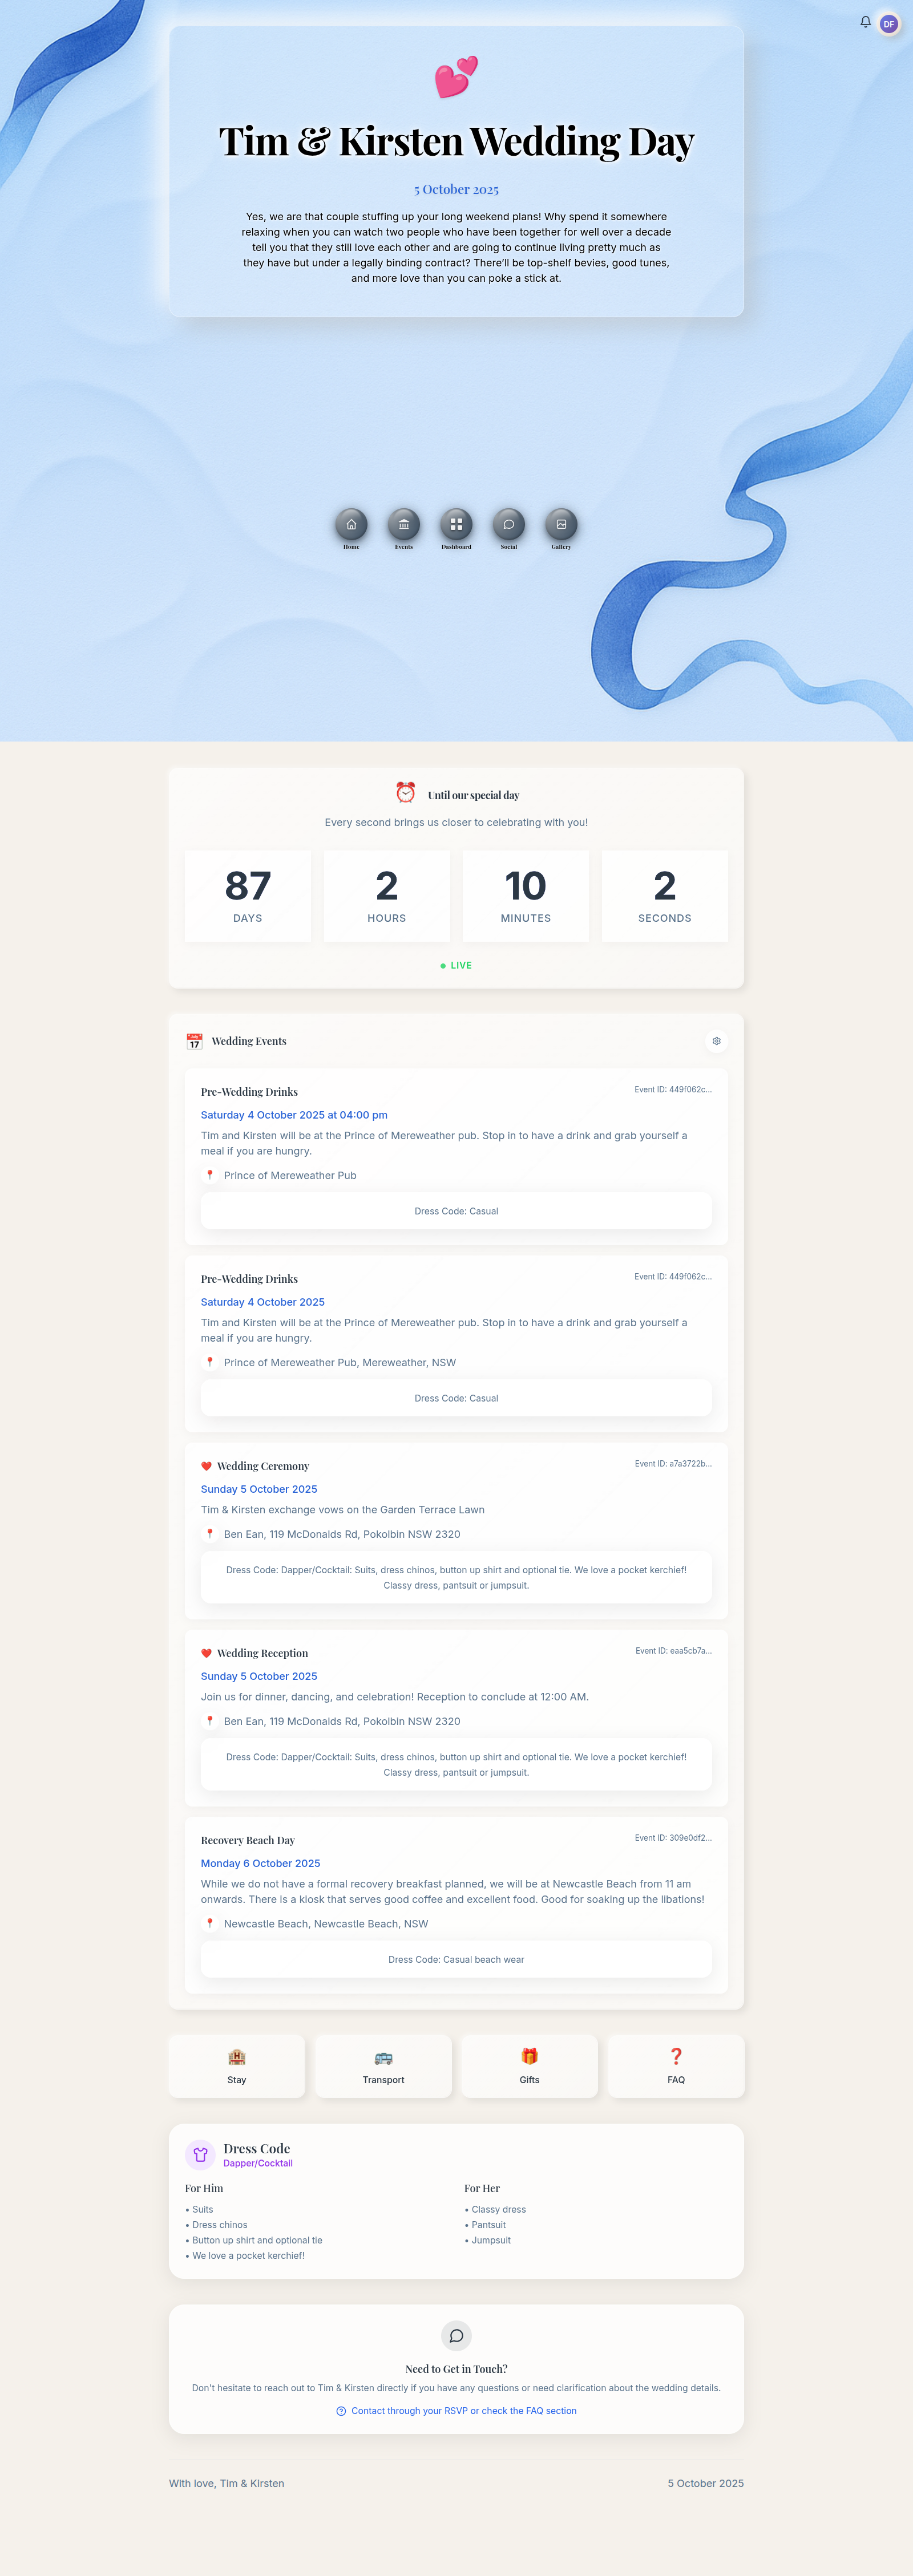 DF
Tim & Kirsten Wedding Day
5 October 2025
Yes, we are that couple stuffing up your long weekend plans! Why spend it somewhere
relaxing when you can watch two people who have been together for well over a decade
tell you that they still love each other and are going to continue living pretty much as
they have but under a legally binding contract? There'll be top-shelf bevies, good tunes,
and more love than you can poke a stick at.
Home Events Dashboard Social Gallery
Until our special day
Every second brings us closer to celebrating with you!
87 2 10 2
DAYS HOURS MINUTES SECONDS
LIVE
Wedding Events
Pre-Wedding Drinks Event ID: 449f062c...
Saturday 4 October 2025 at 04:00 pm
Tim and Kirsten will be at the Prince of Mereweather pub. Stop in to have a drink and grab yourself a
meal if you are hungry.
Prince of Mereweather Pub
Dress Code: Casual
Pre-Wedding Drinks Event ID: 449f062c...
Saturday 4 October 2025
Tim and Kirsten will be at the Prince of Mereweather pub. Stop in to have a drink and grab yourself a
meal if you are hungry.
Prince of Mereweather Pub, Mereweather, NSW
Dress Code: Casual
Wedding Ceremony Event ID: a7a3722b...
Sunday 5 October 2025
Tim & Kirsten exchange vows on the Garden Terrace Lawn
Ben Ean, 119 McDonalds Rd, Pokolbin NSW 2320
Dress Code: Dapper/Cocktail: Suits, dress chinos, button up shirt and optional tie. We love a pocket kerchief!
Classy dress, pantsuit or jumpsuit.
Wedding Reception Event ID: eaa5cb7a...
Sunday 5 October 2025
Join us for dinner, dancing, and celebration! Reception to conclude at 12:00 AM.
Ben Ean, 119 McDonalds Rd, Pokolbin NSW 2320
Dress Code: Dapper/Cocktail: Suits, dress chinos, button up shirt and optional tie. We love a pocket kerchief!
Classy dress, pantsuit or jumpsuit.
Recovery Beach Day Event ID: 309e0df2...
Monday 6 October 2025
While we do not have a formal recovery breakfast planned, we will be at Newcastle Beach from 11 am
onwards. There is a kiosk that serves good coffee and excellent food. Good for soaking up the libations!
Newcastle Beach, Newcastle Beach, NSW
Dress Code: Casual beach wear
Stay Transport Gifts FAQ
Dress Code
Dapper/Cocktail
For Him
• Suits
• Dress chinos
• Button up shirt and optional tie
• We love a pocket kerchief!
For Her
• Classy dress
• Pantsuit
• Jumpsuit
Need to Get in Touch?
Don't hesitate to reach out to Tim & Kirsten directly if you have any questions or need clarification about the wedding details.
Contact through your RSVP or check the FAQ section
With love, Tim & Kirsten 5 October 2025